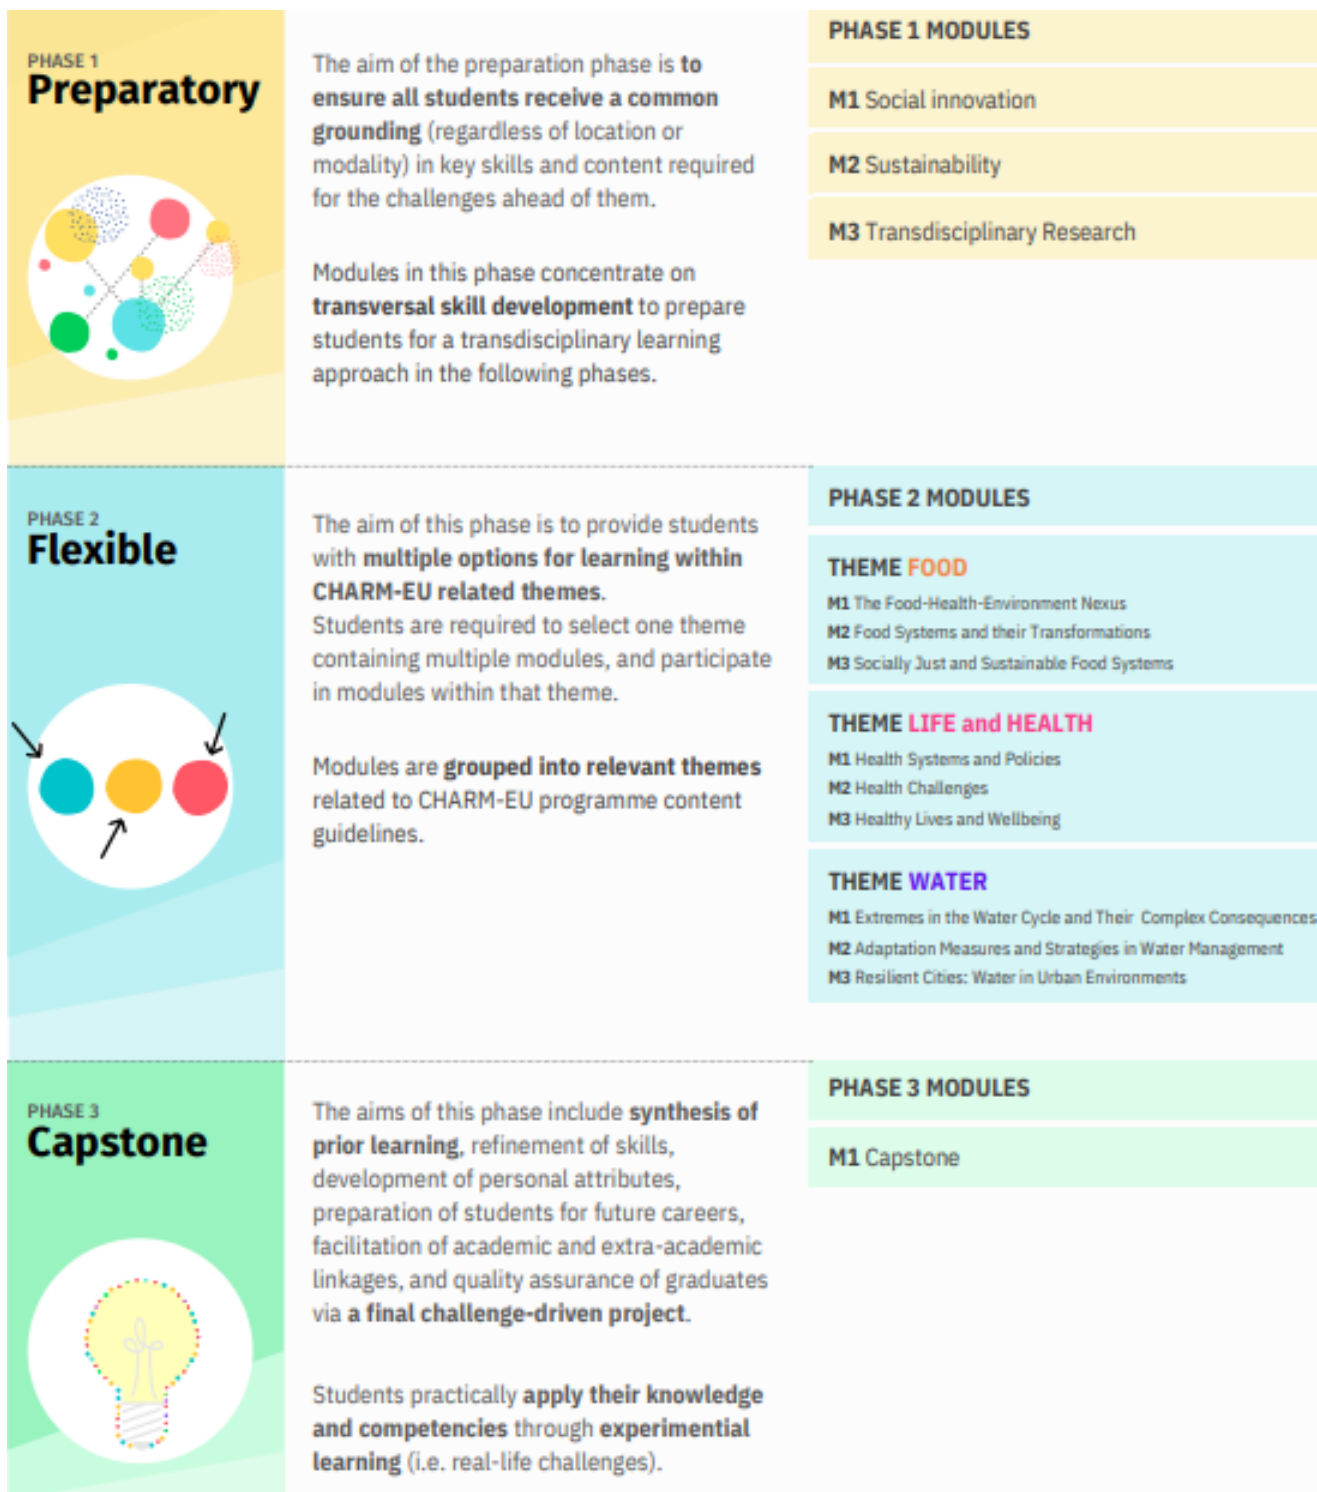 PHASE 1
Preparatory
The aim of the preparation phase is to
ensure all students receive a common
grounding (regardless of location or
modality) in key skills and content required
for the challenges ahead of them.
Modules in this phase concentrate on
transversal skill development to prepare
students for a transdisciplinary learning
approach in the following phases.
PHASE 1 MODULES
M1 Social innovation
M2 Sustainability
M3 Transdisciplinary Research
PHASE 2
Flexible
The aim of this phase is to provide students
with multiple options for learning within
CHARM-EU related themes.
Students are required to select one theme
containing multiple modules, and participate
in modules within that theme.
Modules are grouped into relevant themes
related to CHARM-EU programme content
guidelines.
PHASE 2 MODULES
THEME FOOD
M1 The Food-Health-Environment Nexus
M2 Food Systems and their Transformations
M3 Socially Just and Sustainable Food Systems
THEME LIFE and HEALTH
M1 Health Systems and Policies
M2 Health Challenges
M3 Healthy Lives and Wellbeing
THEME WATER
M1 Extremes in the Water Cycle and Their Complex Consequences
M2 Adaptation Measures and Strategies in Water Management
M3 Resilient Cities: Water in Urban Environments
PHASE 3
Capstone
The aims of this phase include synthesis of
prior learning, refinement of skills,
development of personal attributes,
preparation of students for future careers,
facilitation of academic and extra-academic
linkages, and quality assurance of graduates
via a final challenge-driven project.
Students practically apply their knowledge
and competencies through experimental
learning (i.e. real-life challenges).
PHASE 3 MODULES
M1 Capstone